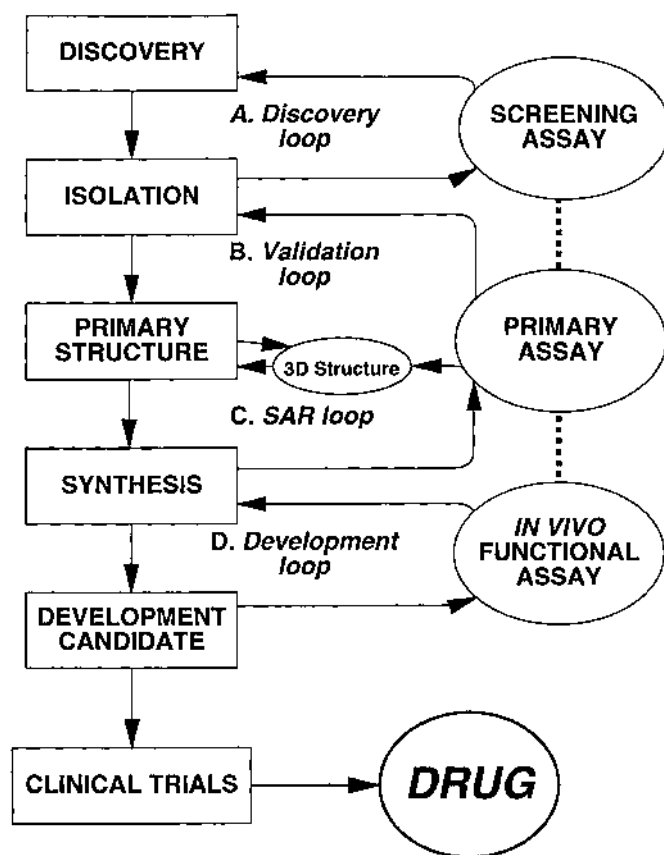 DISCOVERY
A. Discovery
loop
SCREENING
ASSAY
ISOLATION
B. Validation
loop
PRIMARY
STRUCTURE
3D Structure
PRIMARY
ASSAY
C. SAR loop
SYNTHESIS
D. Development
loop
IN VIVO
FUNCTIONAL
ASSAY
DEVELOPMENT
CANDIDATE
CLINICAL TRIALS
DRUG